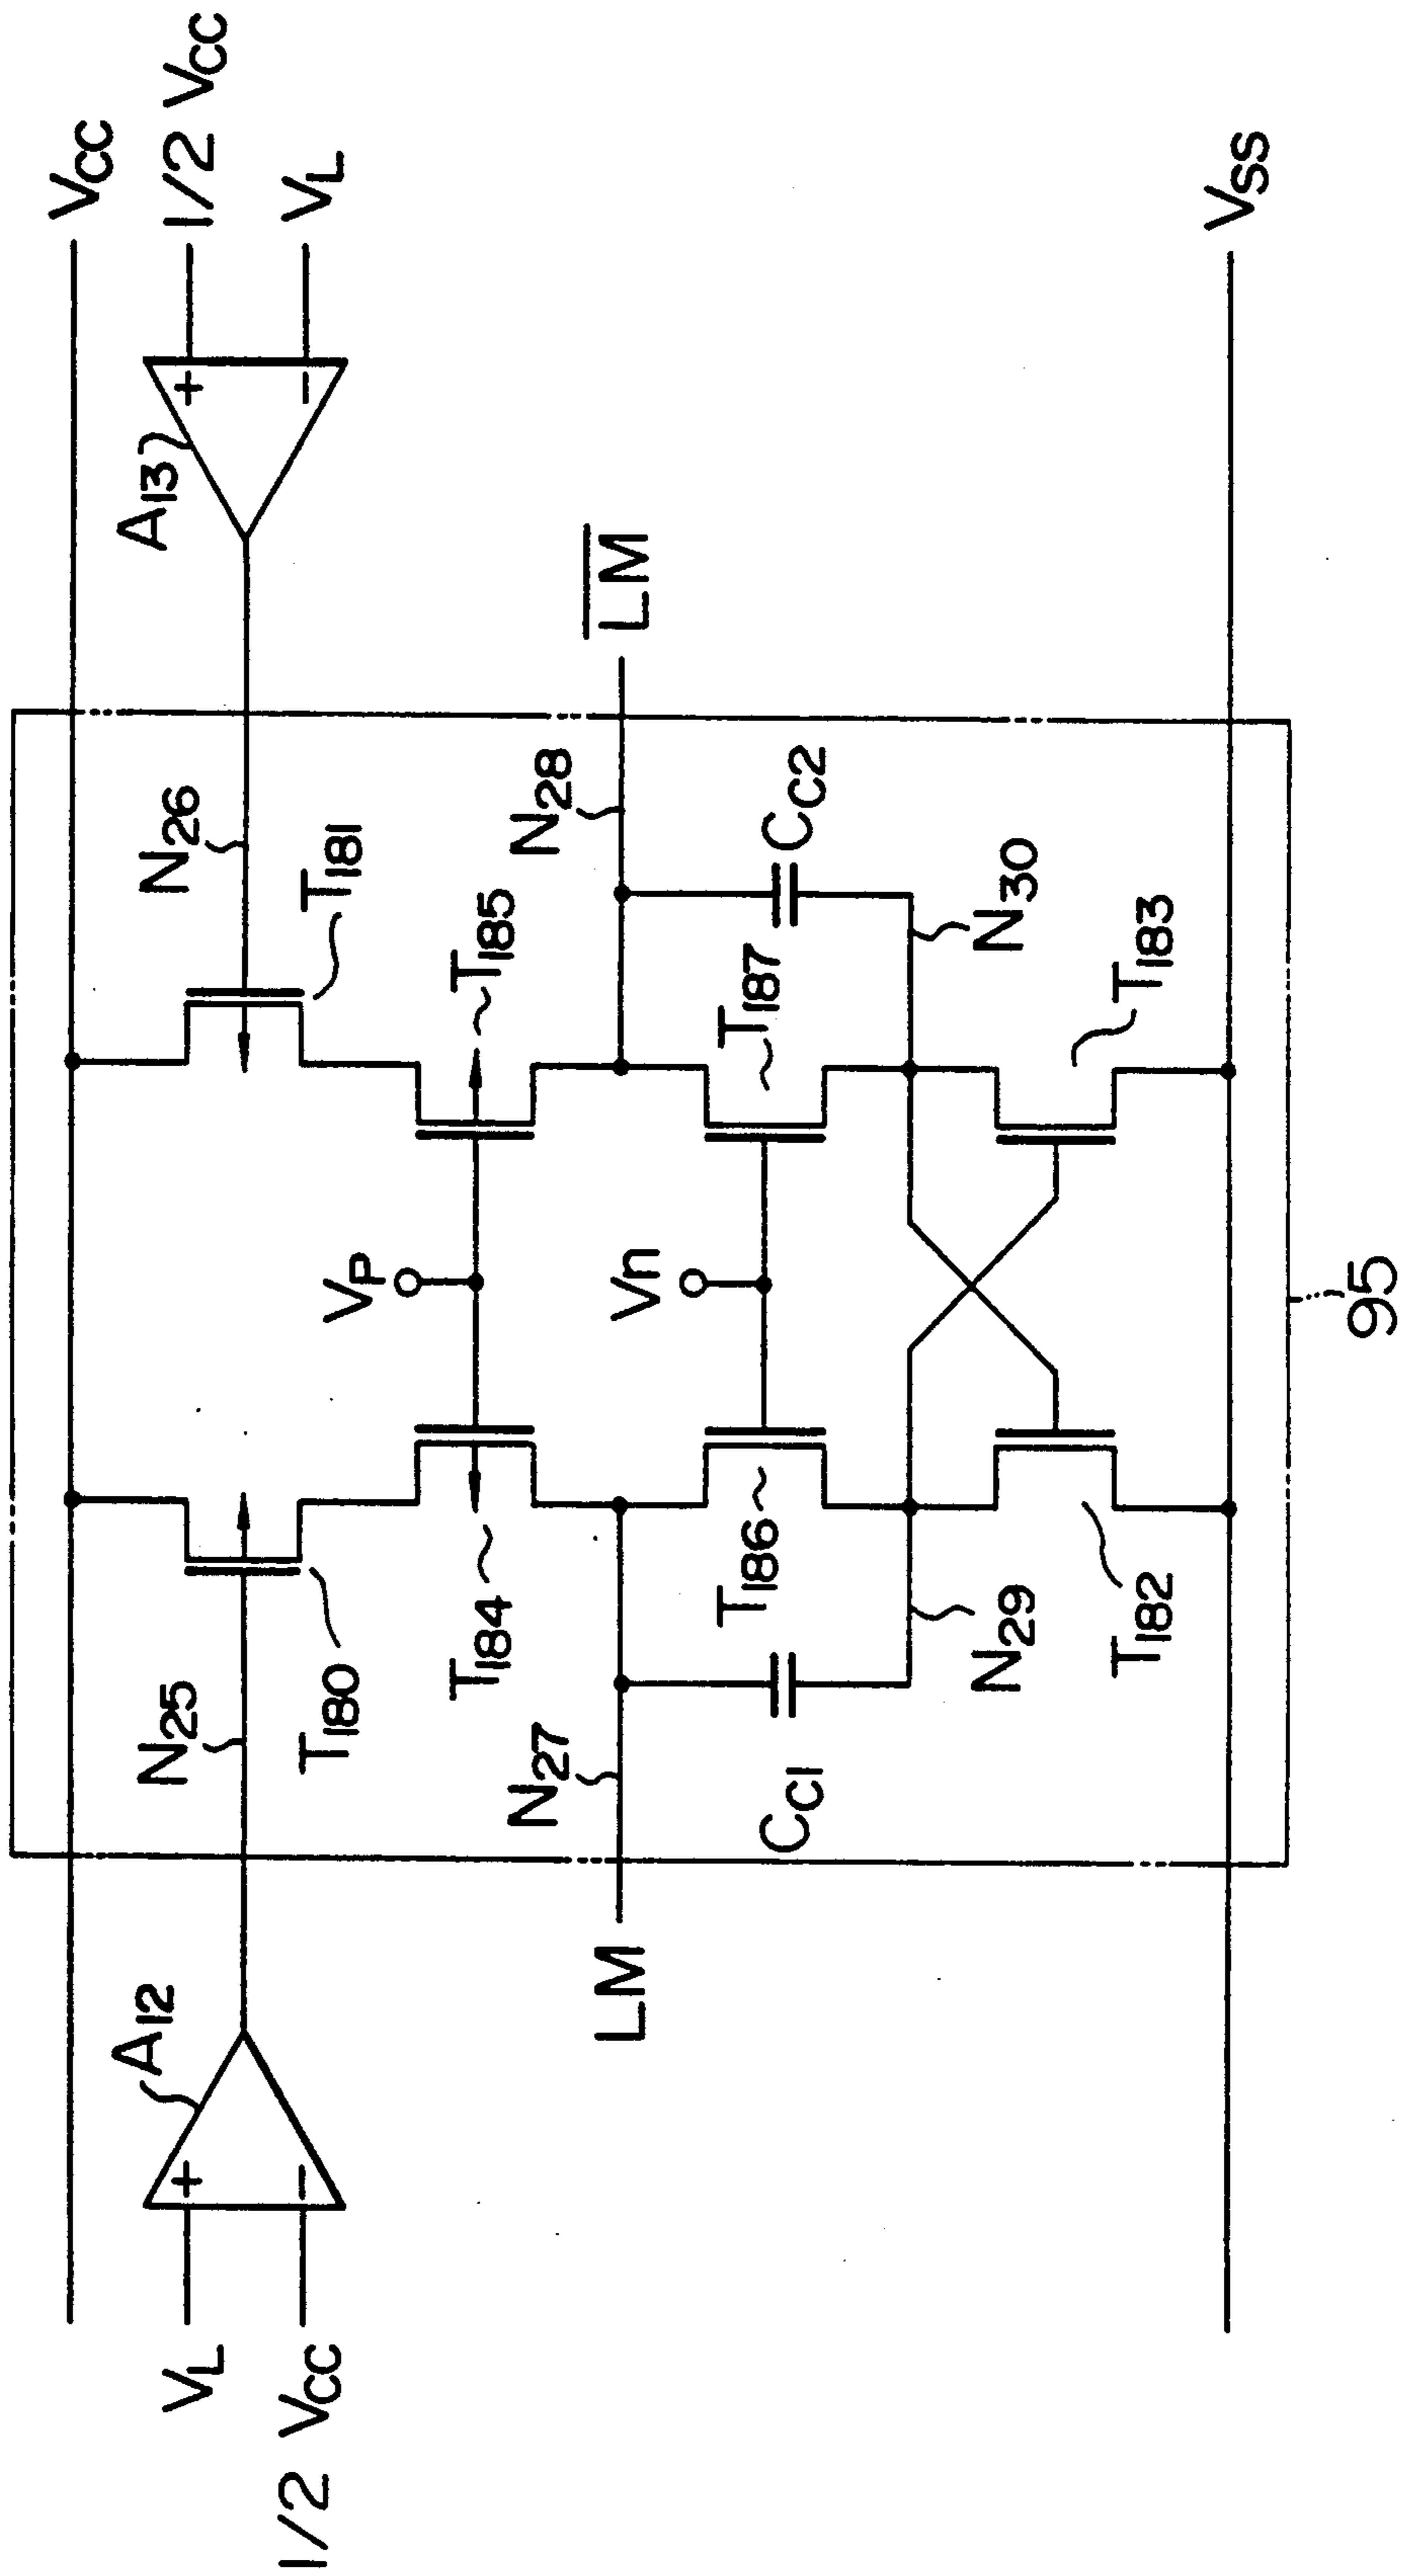 VCC
1/2 VCC
VL
A13
N26
T181
T185
N28
LM
CC2
T187
N30
T183
VSS
VP
Vn
95
N25
T180
T184
T186
N27
CC1
N29
T182
A12
LM
VL
1/2 VCC
+
−
+
−